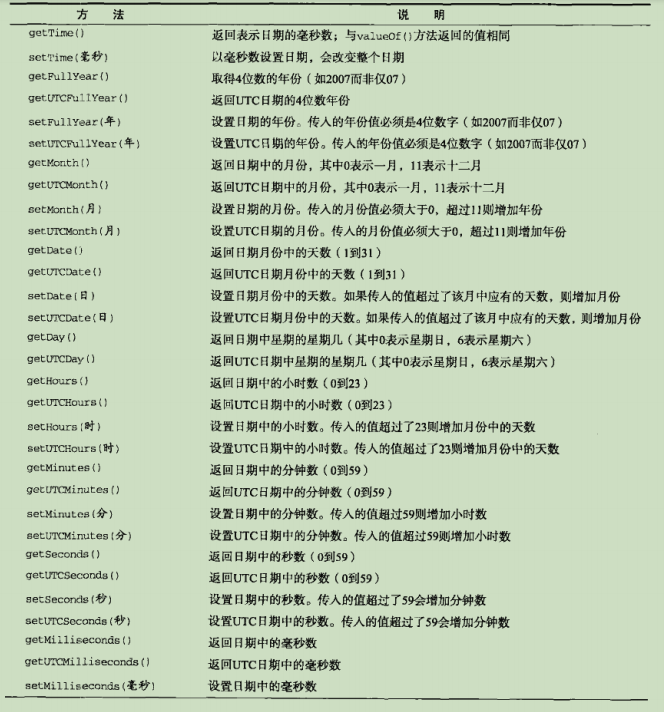 方 法 说 明
getTime() 返回表示日期的毫秒数；与valueOf()方法返回的值相同
setTime(毫秒) 以毫秒数设置日期，会改变整个日期
getFullYear() 取得4位数的年份（如2007而非仅07）
getUTCFullYear() 返回UTC日期的4位数年份
setFullYear(年) 设置日期的年份。传入的年份值必须是4位数字（如2007而非仅07）
setUTCFullYear(年) 设置UTC日期的年份。传入的年份值必须是4位数字（如2007而非仅07）
getMonth() 返回日期中的月份，其中0表示一月，11表示十二月
getUTCMonth() 返回UTC日期中的月份，其中0表示一月，11表示十二月
setMonth(月) 设置日期的月份。传入的月份值必须大于0，超过11则增加年份
setUTCMonth(月) 设置UTC日期的月份。传入的月份值必须大于0，超过11则增加年份
getDate() 返回日期月份中的天数（1到31）
getUTCDate() 返回UTC日期月份中的天数（1到31）
setDate(日) 设置日期月份中的天数。如果传入的值超过了该月中应有的天数，则增加月份
setUTCDate(日) 设置UTC日期月份中的天数。如果传入的值超过了该月中应有的天数，则增加月份
getDay() 返回日期中星期的星期几（其中0表示星期日，6表示星期六）
getUTCDay() 返回UTC日期中星期的星期几（其中0表示星期日，6表示星期六）
getHours() 返回日期中的小时数（0到23）
getUTCHours() 返回UTC日期中的小时数（0到23）
setHours(时) 设置日期中的小时数。传入的值超过了23则增加月份中的天数
setUTCHours(时) 设置UTC日期中的小时数。传入的值超过了23则增加月份中的天数
getMinutes() 返回日期中的分钟数（0到59）
getUTCMinutes() 返回UTC日期中的分钟数（0到59）
setMinutes(分) 设置日期中的分钟数。传入的值超过59则增加小时数
setUTCMinutes(分) 设置UTC日期中的分钟数。传入的值超过59则增加小时数
getSeconds() 返回日期中的秒数（0到59）
getUTCSeconds() 返回UTC日期中的秒数（0到59）
setSeconds(秒) 设置日期中的秒数。传入的值超过了59会增加分钟数
setUTCSeconds(秒) 设置UTC日期中的秒数。传入的值超过了59会增加分钟数
getMilliseconds() 返回日期中的毫秒数
getUTCMilliseconds() 返回UTC日期中的毫秒数
setMilliseconds(毫秒) 设置日期中的毫秒数